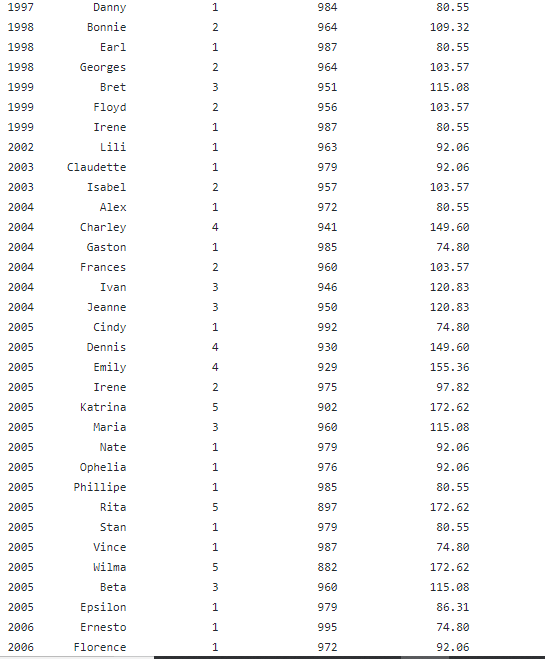 1997 Danny 1 984 80.55
1998 Bonnie 2 964 109.32
1998 Earl 1 987 80.55
1998 Georges 2 964 103.57
1999 Bret 3 951 115.08
1999 Floyd 2 956 103.57
1999 Irene 1 987 80.55
2002 Lili 1 963 92.06
2003 Claudette 1 979 92.06
2003 Isabel 2 957 103.57
2004 Alex 1 972 80.55
2004 Charley 4 941 149.60
2004 Gaston 1 985 74.80
2004 Frances 2 960 103.57
2004 Ivan 3 946 120.83
2004 Jeanne 3 950 120.83
2005 Cindy 1 992 74.80
2005 Dennis 4 930 149.60
2005 Emily 4 929 155.36
2005 Irene 2 975 97.82
2005 Katrina 5 902 172.62
2005 Maria 3 960 115.08
2005 Nate 1 979 92.06
2005 Ophelia 1 976 92.06
2005 Phillipe 1 985 80.55
2005 Rita 5 897 172.62
2005 Stan 1 979 80.55
2005 Vince 1 987 74.80
2005 Wilma 5 882 172.62
2005 Beta 3 960 115.08
2005 Epsilon 1 979 86.31
2006 Ernesto 1 995 74.80
2006 Florence 1 972 92.06